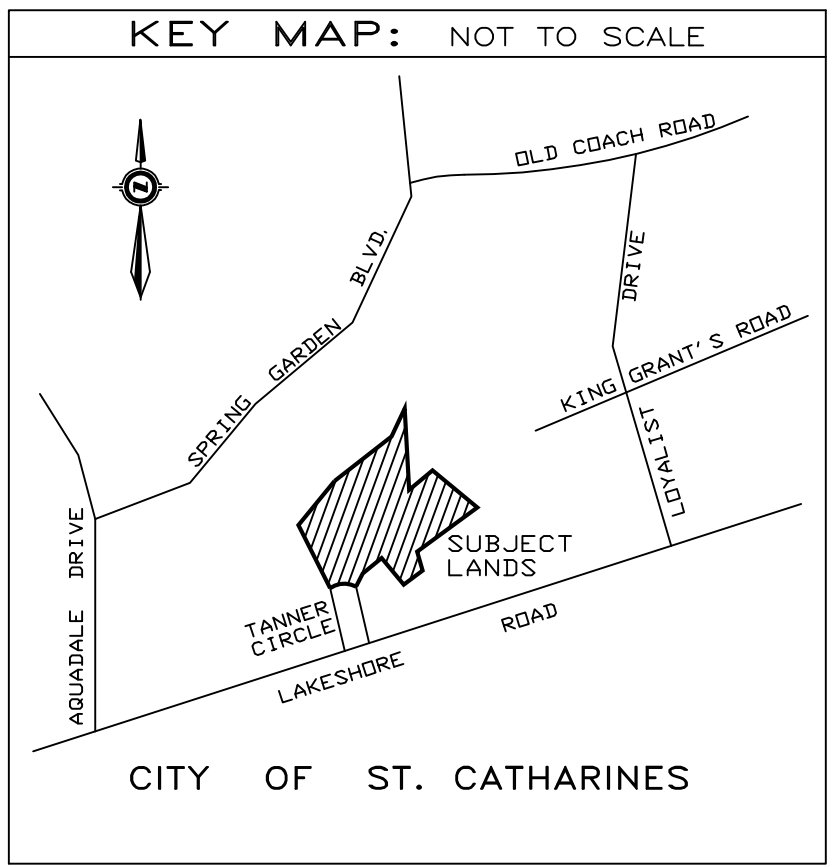 KEY MAP: NOT TO SCALE
OLD COACH ROAD
N
BLVD.
DRIVE
GARDEN
KING GRANT'S ROAD
SPRING
LOYALIST
AQUADALE DRIVE
SUBJECT
LANDS
TANNER
CIRCLE
ROAD
LAKESHORE
CITY OF ST. CATHARINES